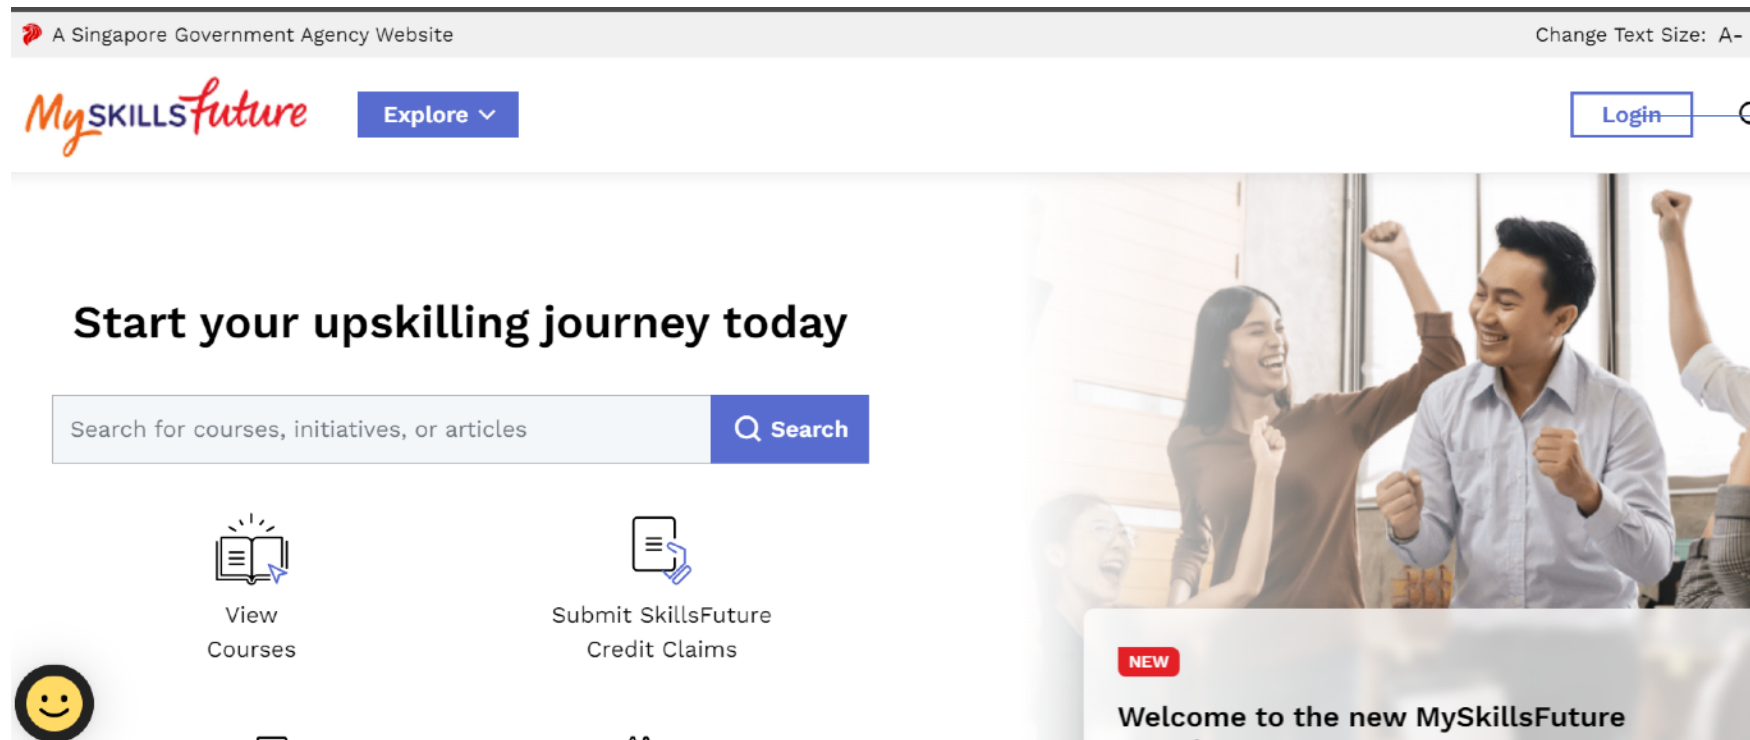 A Singapore Government Agency Website
Change Text Size: A-
MySKILLSfuture
Explore
Login
Start your upskilling journey today
Search for courses, initiatives, or articles
Search
View
Courses
Submit SkillsFuture
Credit Claims
NEW
Welcome to the new MySkillsFuture